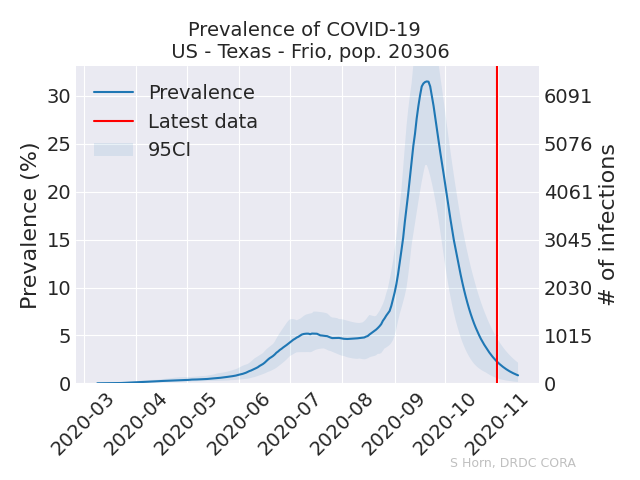 Prevalence of COVID-19
US - Texas - Frio, pop. 20306
Prevalence
Latest data
95CI
Prevalence (%)
30
25
20
15
10
5
0
6091
5076
4061
3045
2030
1015
0
# of infections
2020-03
2020-04
2020-05
2020-06
2020-07
2020-08
2020-09
2020-10
2020-11
S Horn, DRDC CORA